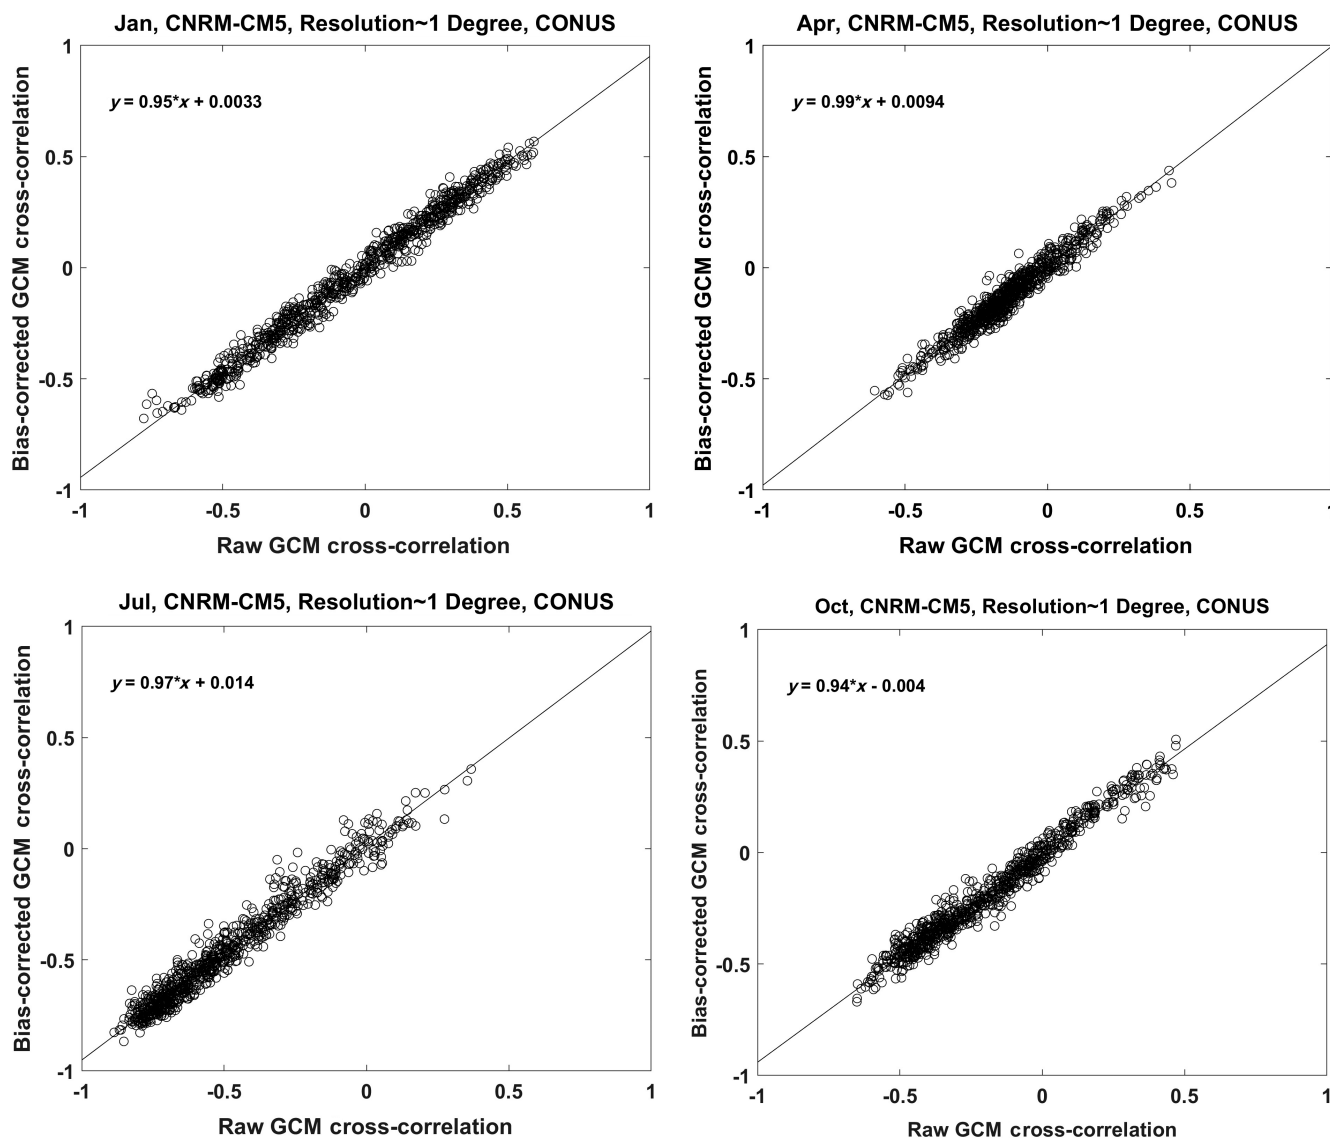 Jan, CNRM-CM5, Resolution~1 Degree, CONUS
1
0.5
0
-0.5
-1
-1
-0.5
0
0.5
1
y = 0.95*x + 0.0033
Bias-corrected GCM cross-correlation
Raw GCM cross-correlation
Apr, CNRM-CM5, Resolution~1 Degree, CONUS
1
0.5
0
-0.5
-1
-1
-0.5
0
0.5
1
y = 0.99*x + 0.0094
Bias-corrected GCM cross-correlation
Raw GCM cross-correlation
Jul, CNRM-CM5, Resolution~1 Degree, CONUS
1
0.5
0
-0.5
-1
-1
-0.5
0
0.5
1
y = 0.97*x + 0.014
Bias-corrected GCM cross-correlation
Raw GCM cross-correlation
Oct, CNRM-CM5, Resolution~1 Degree, CONUS
1
0.5
0
-0.5
-1
-1
-0.5
0
0.5
1
y = 0.94*x - 0.004
Bias-corrected GCM cross-correlation
Raw GCM cross-correlation